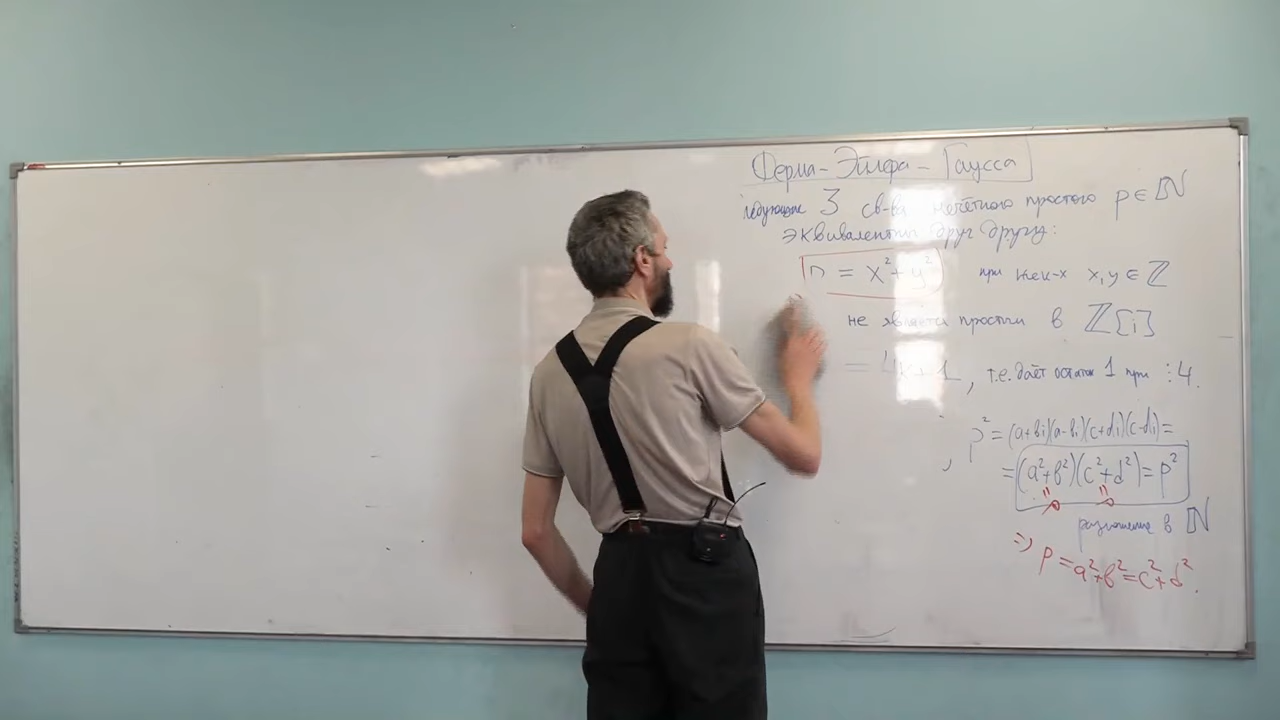 Ферма-Эйлера-Гаусса
3 св-ва нечётного простого p ∈ ℕ
эквивалентны друг другу:
= x² + y² при нек-х x, y ∈ ℤ
не является простым в ℤ[i]
= 4k+1, т.е. даёт остаток 1 при :4.
p² = (a+bi)(a-bi)(c+di)(c-di) =
= (a²+b²)(c²+d²) = p²
разложение в ℕ
=> p = a²+b² = c²+d².